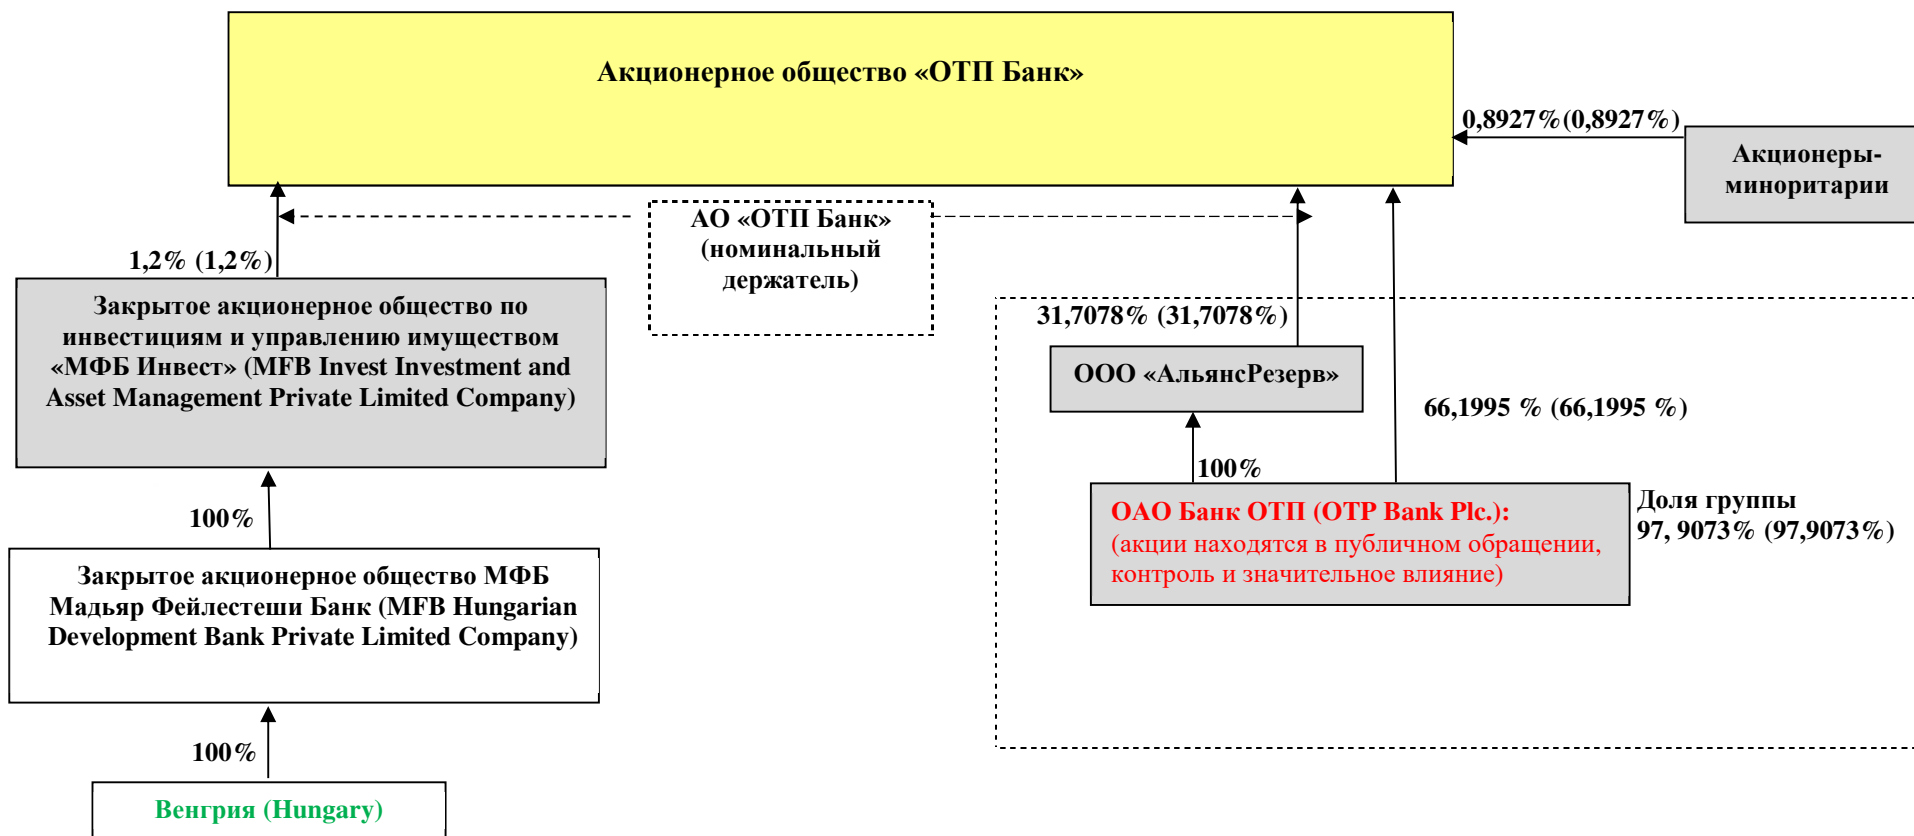 Акционерное общество «ОТП Банк»
0,8927%(0,8927%)
Акционеры-
миноритарии
АО «ОТП Банк»
(номинальный
держатель)
1,2% (1,2%)
Закрытое акционерное общество по
инвестициям и управлению имуществом
«МФБ Инвест» (MFB Invest Investment and
Asset Management Private Limited Company)
31,7078% (31,7078%)
ООО «АльянсРезерв»
66,1995 % (66,1995 %)
100%
ОАО Банк ОТП (OTP Bank Plc.):
(акции находятся в публичном обращении,
контроль и значительное влияние)
Доля группы
97, 9073% (97,9073%)
100%
Закрытое акционерное общество МФБ
Мадьяр Фейлестеши Банк (MFB Hungarian
Development Bank Private Limited Company)
100%
Венгрия (Hungary)